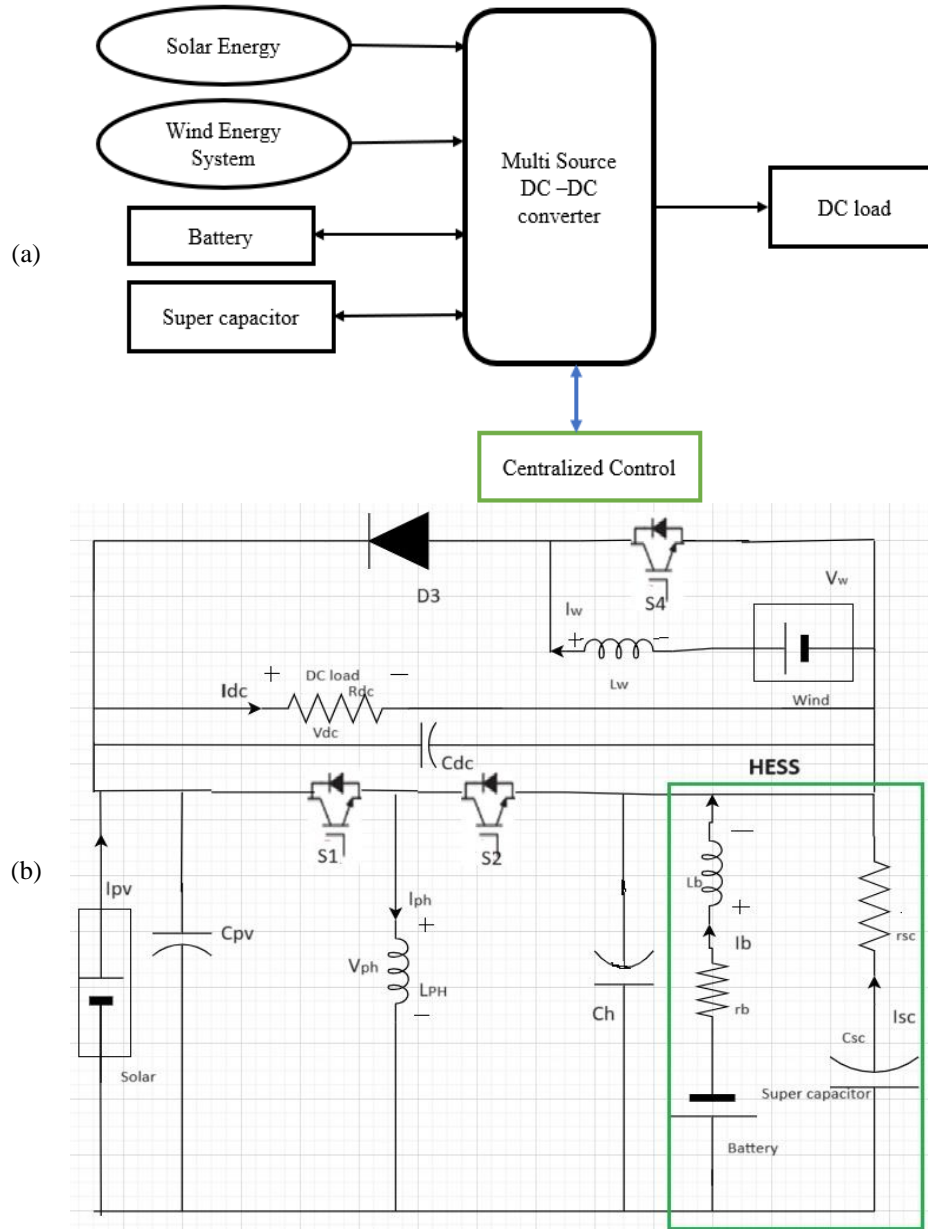 Solar Energy
Wind Energy
System
Battery
Super capacitor
Multi Source
DC –DC
converter
DC load
Centralized Control
(a)
D3
S4
Vw
Iw
+
−
Lw
Wind
Idc
+
DC load
−
Rdc
Vdc
Cdc
HESS
S1
S2
(b)
Ipv
Cpv
Iph
+
Vph
LPH
−
Ch
Lb
−
+
Ib
rb
rsc
Isc
Csc
Super capacitor
Solar
Battery